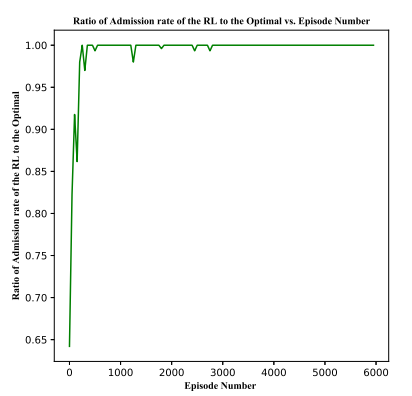 Ratio of Admission rate of the RL to the Optimal vs. Episode Number
Ratio of Admission rate of the RL to the Optimal
1.00
0.95
0.90
0.85
0.80
0.75
0.70
0.65
0 1000 2000 3000 4000 5000 6000
Episode Number